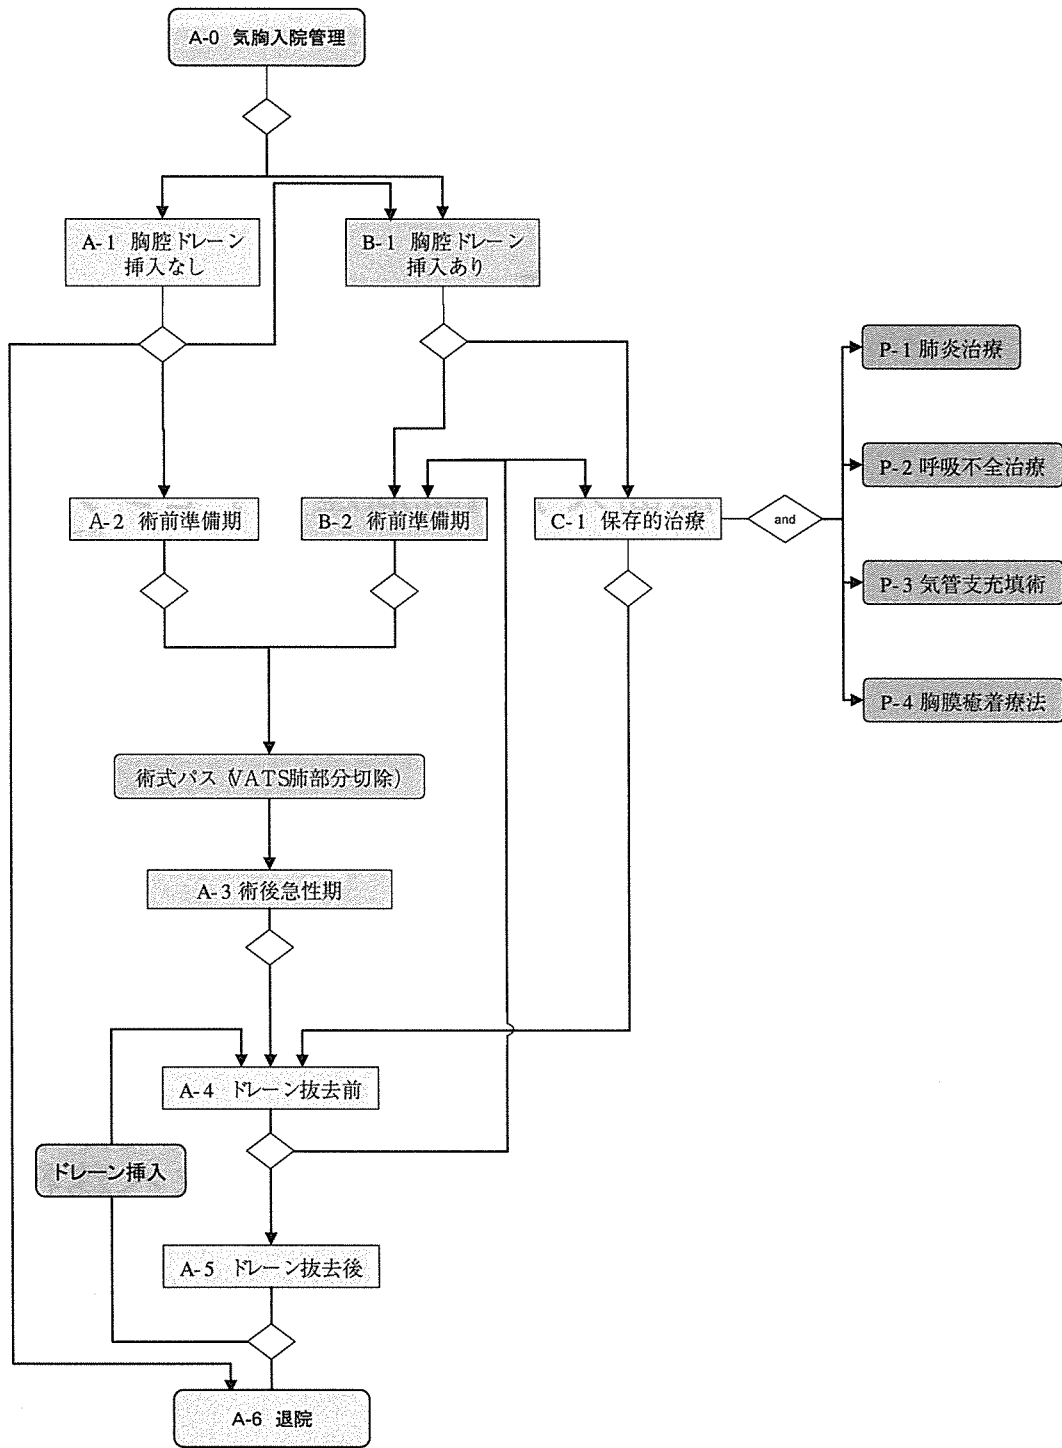 A-0 気胸入院管理
A-1 胸腔ドレーン
挿入なし
B-1 胸腔ドレーン
挿入あり
P-1 肺炎治療
P-2 呼吸不全治療
A-2 術前準備期
B-2 術前準備期
C-1 保存的治療
and
P-3 気管支充填術
P-4 胸膜癒着療法
術式パス (VATS肺部分切除)
A-3 術後急性期
A-4 ドレーン抜去前
ドレーン挿入
A-5 ドレーン抜去後
A-6 退院